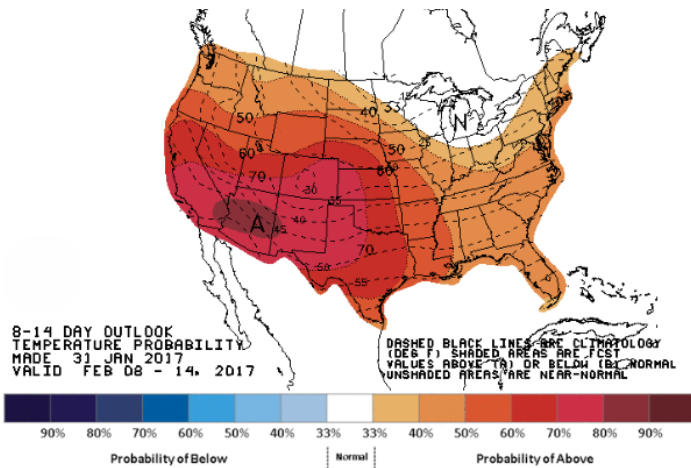 N
33
40
50
50
60
60
70
30
35
40
A
45
70
50
55
8-14 DAY OUTLOOK
TEMPERATURE PROBABILITY
MADE 31 JAN 2017
VALID FEB 08 - 14, 2017
DASHED BLACK LINES ARE CLIMATOLOGY
(DEG F) SHADED AREAS ARE FCST
VALUES ABOVE (A) OR BELOW (B) NORMAL
UNSHADED AREAS ARE NEAR-NORMAL
90% 80% 70% 60% 50% 40% 33% 33% 40% 50% 60% 70% 80% 90%
Probability of Below Normal Probability of Above